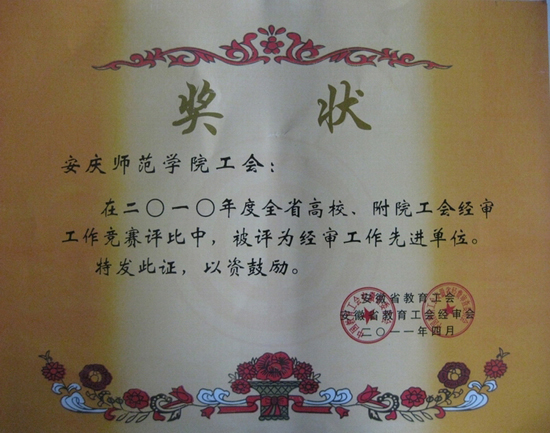 奖状
安庆师范学院工会：
在二〇一〇年度全省高校、附院工会经审
工作竞赛评比中，被评为经审工作先进单位。
特发此证，以资鼓励。
安徽省教育工会
安徽省教育工会经审会
二〇一一年四月